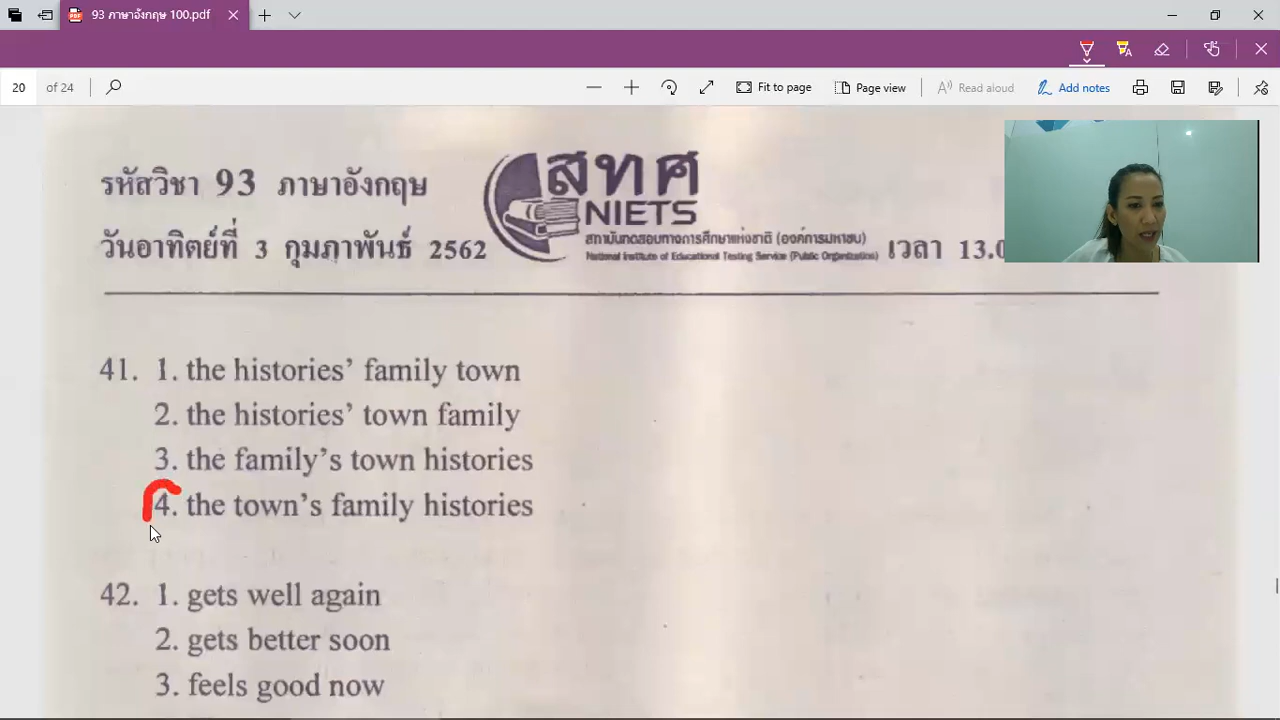 93 ภาษาอังกฤษ 100.pdf
20 of 24
Fit to page
Page view
Read aloud
Add notes
รหัสวิชา 93 ภาษาอังกฤษ
วันอาทิตย์ที่ 3 กุมภาพันธ์ 2562
สทศ
NIETS
สถาบันทดสอบทางการศึกษาแห่งชาติ (องค์การมหาชน)
National Institute of Educational Testing Service (Public Organization)
เวลา 13.0
41. 1. the histories' family town
2. the histories' town family
3. the family's town histories
4. the town's family histories
42. 1. gets well again
2. gets better soon
3. feels good now